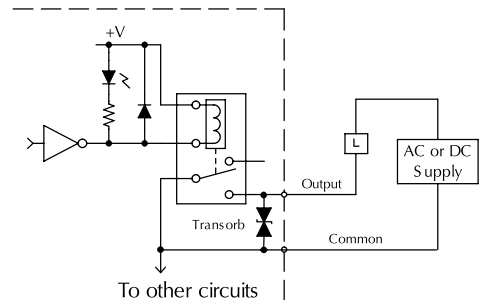 +V
L
AC or DC
Supply
Output
Transorb
Common
To other circuits